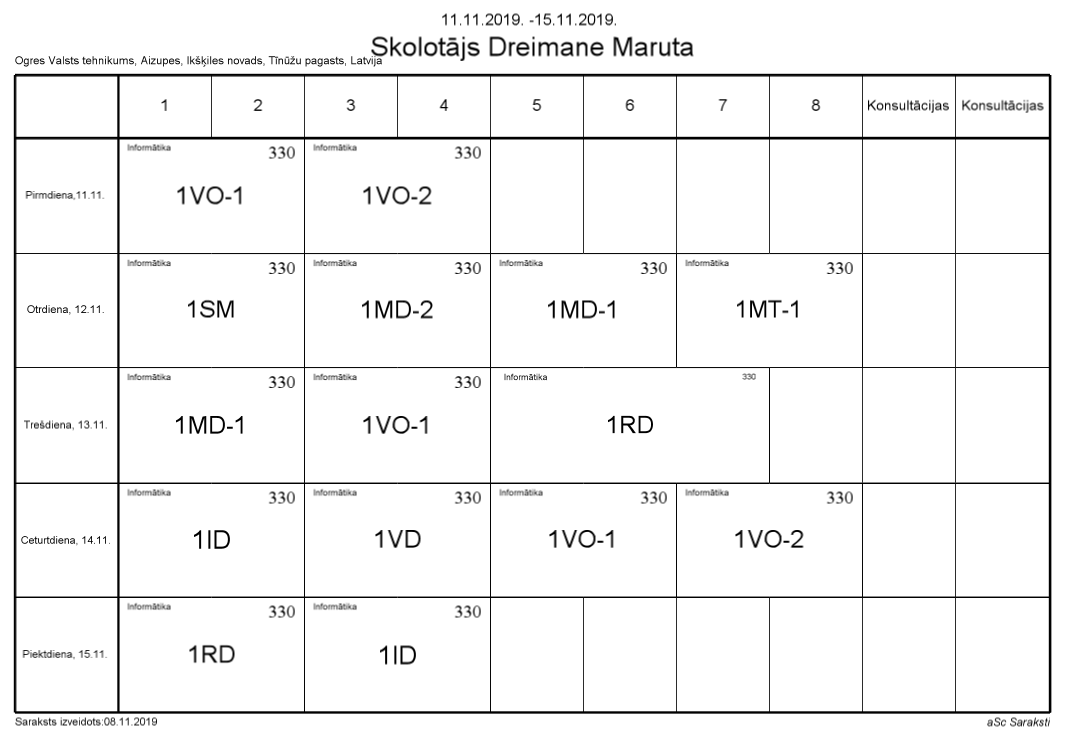 11.11.2019. -15.11.2019.
Skolotājs Dreimane Maruta
Ogres Valsts tehnikums, Aizupes, Ikšķiles novads, Tīnūžu pagasts, Latvija
1 2 3 4 5 6 7 8 Konsultācijas Konsultācijas
Informātika 330 Informātika 330
Pirmdiena,11.11. 1VO-1 1VO-2
Informātika 330 Informātika 330 Informātika 330 Informātika 330
Otrdiena, 12.11. 1SM 1MD-2 1MD-1 1MT-1
Informātika 330 Informātika 330 Informātika 330
Trešdiena, 13.11. 1MD-1 1VO-1 1RD
Informātika 330 Informātika 330 Informātika 330 Informātika 330
Ceturtdiena, 14.11. 1ID 1VD 1VO-1 1VO-2
Informātika 330 Informātika 330
Piektdiena, 15.11. 1RD 1ID
Saraksts izveidots:08.11.2019 aSc Saraksti